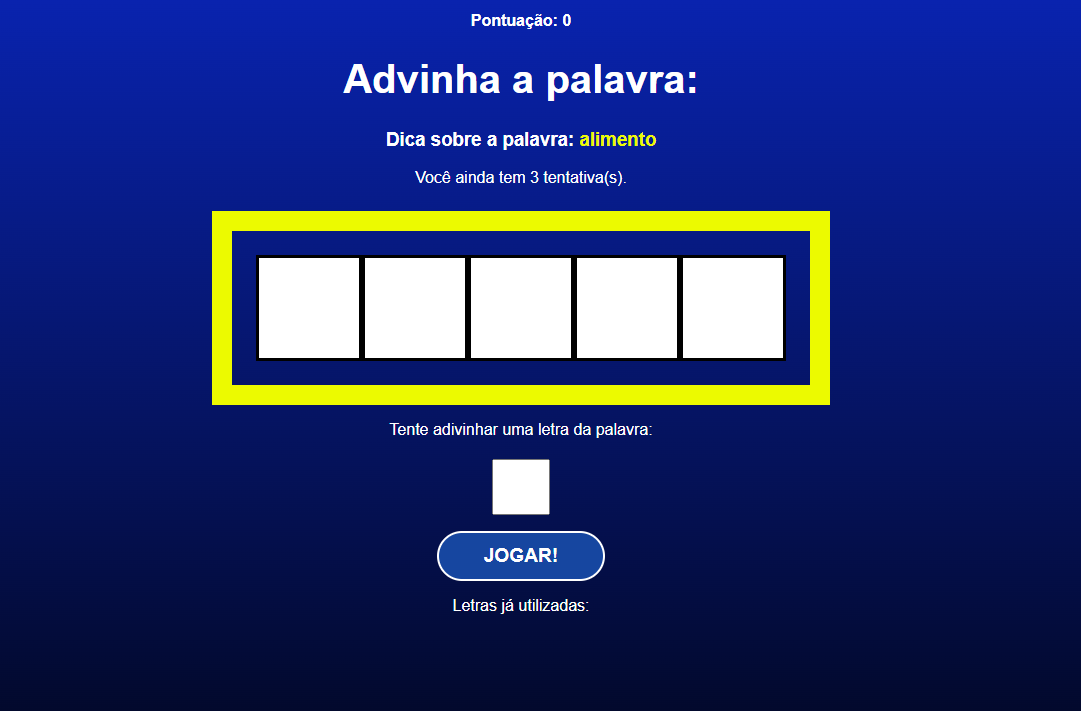 Pontuação: 0
Advinha a palavra:
Dica sobre a palavra: alimento
Você ainda tem 3 tentativa(s).
Tente adivinhar uma letra da palavra:
JOGAR!
Letras já utilizadas: